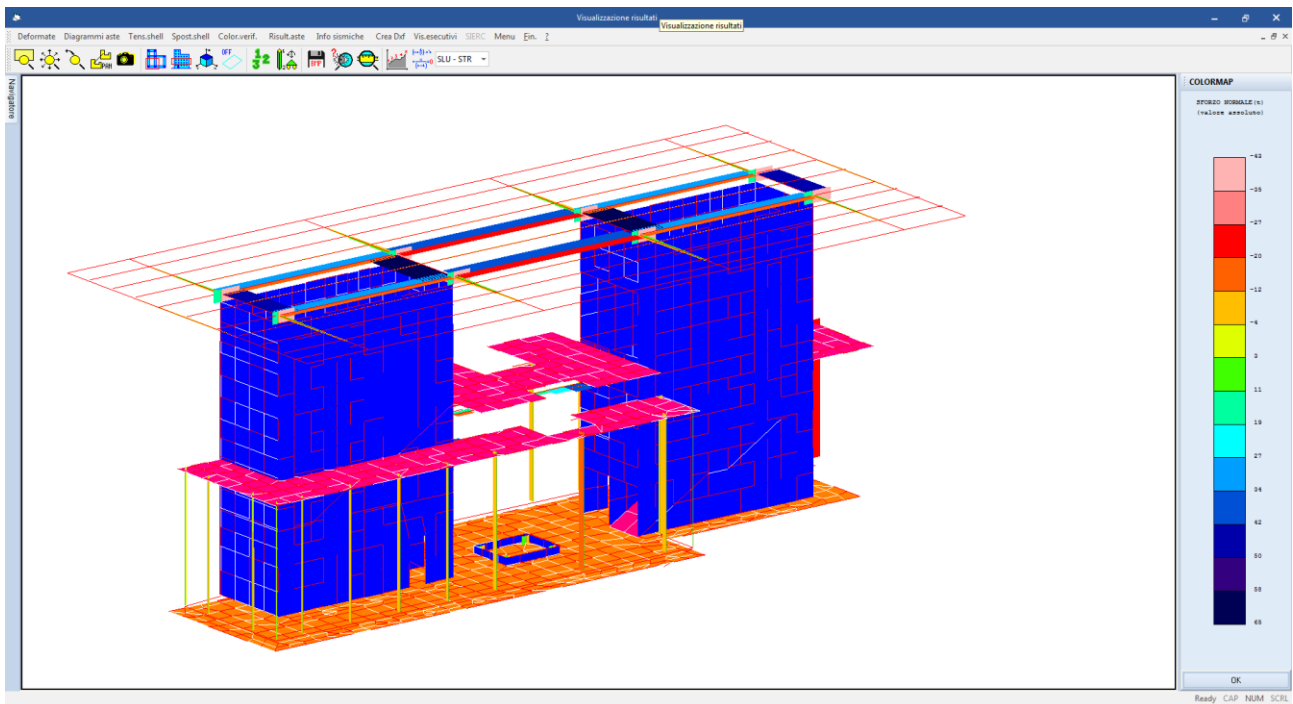 Visualizzazione risultati
Visualizzazione risultati
Deformate Diagrammi aste Tens.shell Spost.shell Color.verif. Risult.aste Info sismiche Crea Dxf Vis.esecutivi SIERC Menu Fin. ?
PAN OFF SLU - STR
Navigatore
COLORMAP
SFORZO NORMALE(t)
(valore assoluto)
-43
-35
-27
-20
-12
-4
3
11
19
27
34
42
50
58
65
OK
Ready CAP NUM SCRL